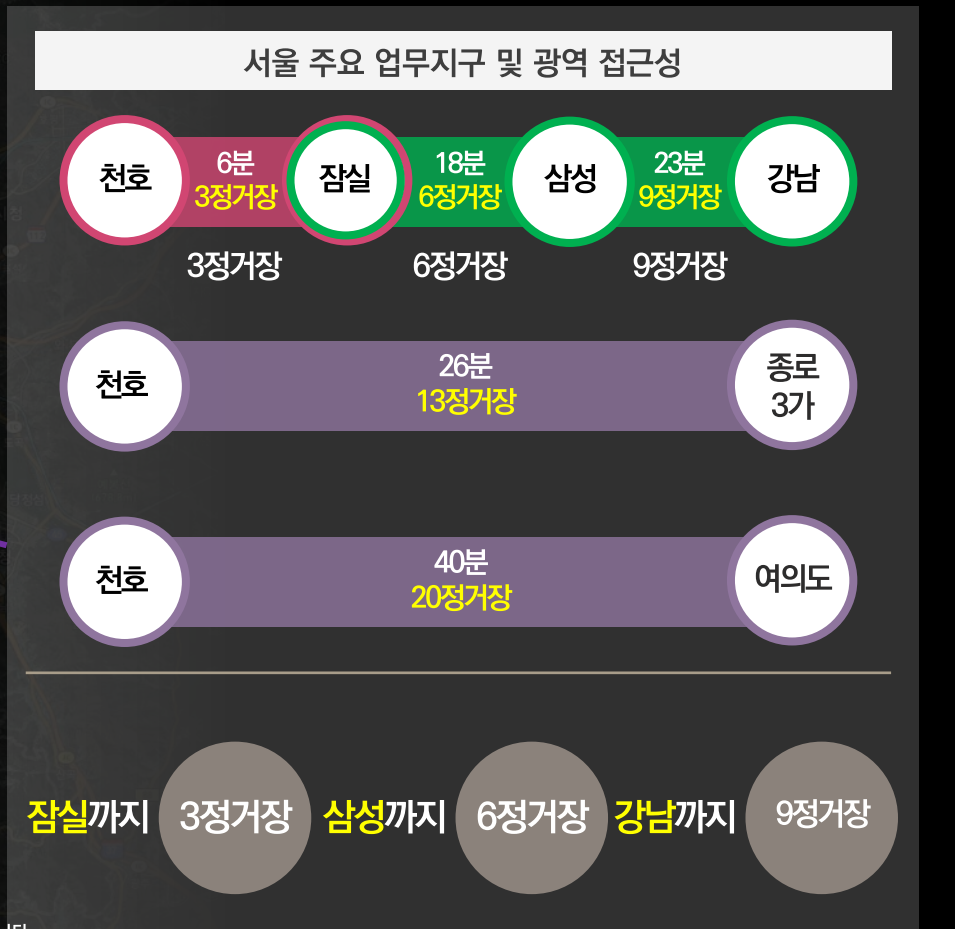 서울 주요 업무지구 및 광역 접근성
천호
6분
3정거장
잠실
18분
6정거장
삼성
23분
9정거장
강남
3정거장
6정거장
9정거장
천호
26분
13정거장
종로
3가
천호
40분
20정거장
여의도
잠실까지 3정거장 삼성까지 6정거장 강남까지 9정거장